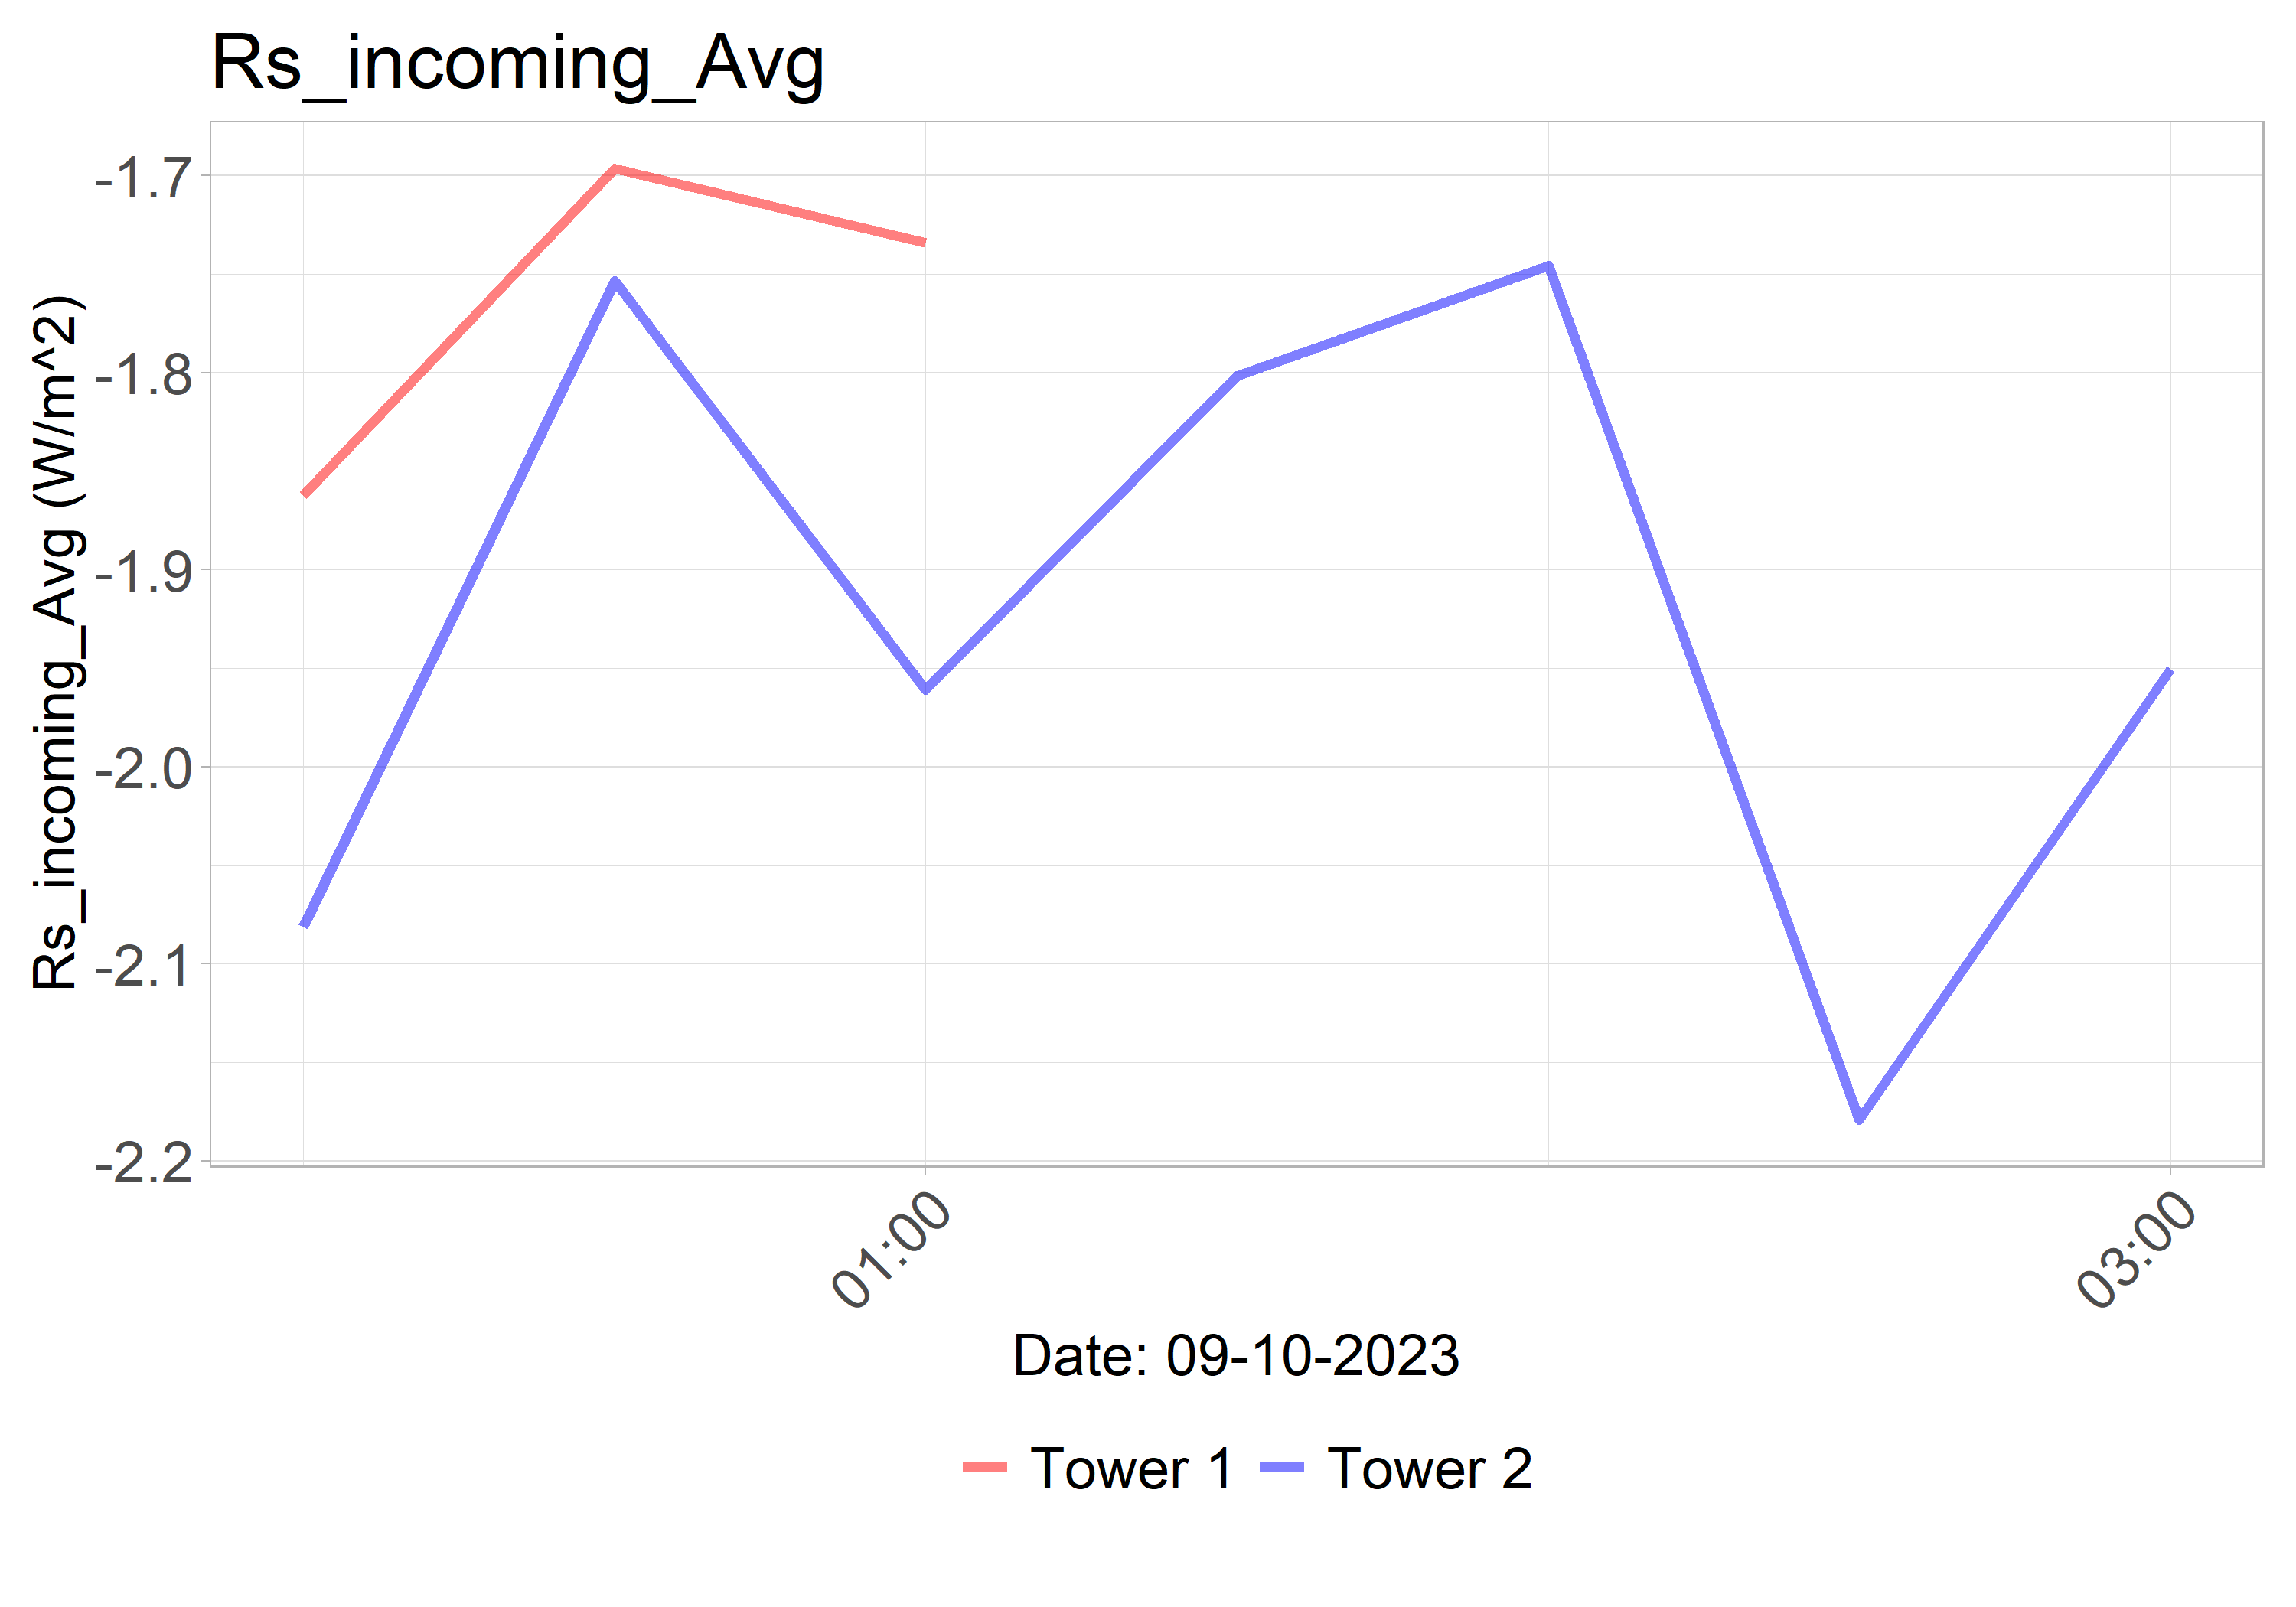 Rs_incoming_Avg
Rs_incoming_Avg (W/m^2)
-1.7
-1.8
-1.9
-2.0
-2.1
-2.2
01:00
03:00
Date: 09-10-2023
Tower 1
Tower 2